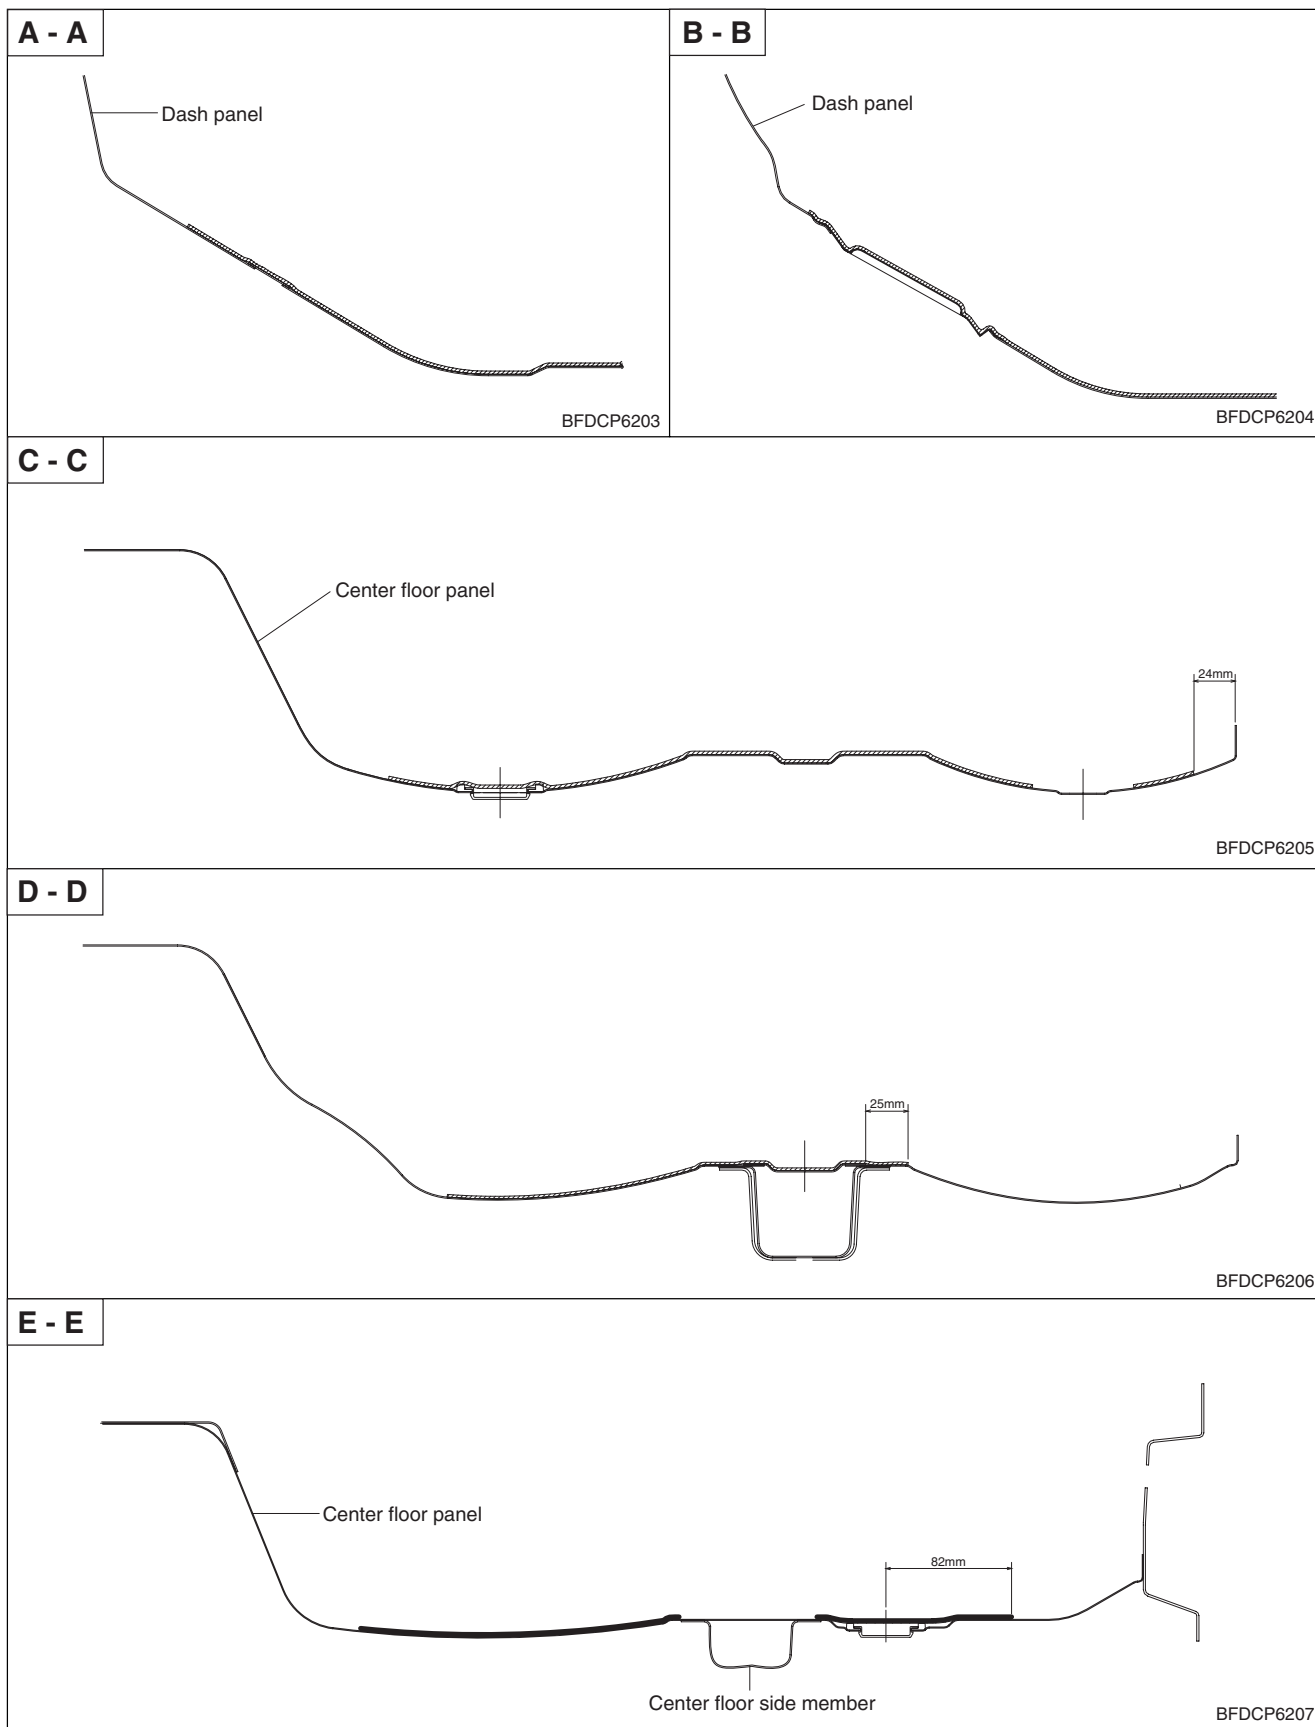 A - A
Dash panel
BFDCP6203
B - B
Dash panel
BFDCP6204
C - C
Center floor panel
24mm
BFDCP6205
D - D
25mm
BFDCP6206
E - E
Center floor panel
82mm
Center floor side member
BFDCP6207